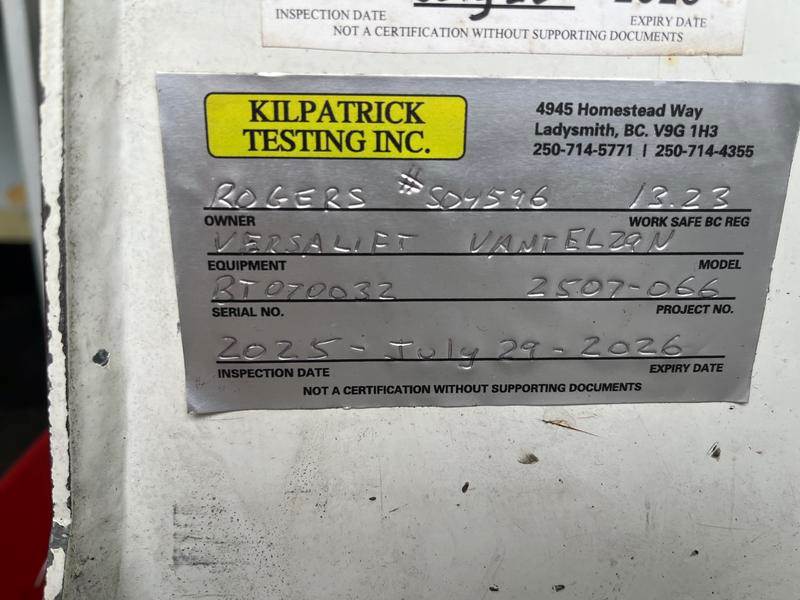 INSPECTION DATE EXPIRY DATE
NOT A CERTIFICATION WITHOUT SUPPORTING DOCUMENTS
KILPATRICK
TESTING INC.
4945 Homestead Way
Ladysmith, BC. V9G 1H3
250-714-5771 | 250-714-4355
ROGERS #S04596 13.23
OWNER WORK SAFE BC REG
VERSALIFT VANTEL29N
EQUIPMENT MODEL
BT070032 2507-066
SERIAL NO. PROJECT NO.
2025 - July 29 - 2026
INSPECTION DATE EXPIRY DATE
NOT A CERTIFICATION WITHOUT SUPPORTING DOCUMENTS